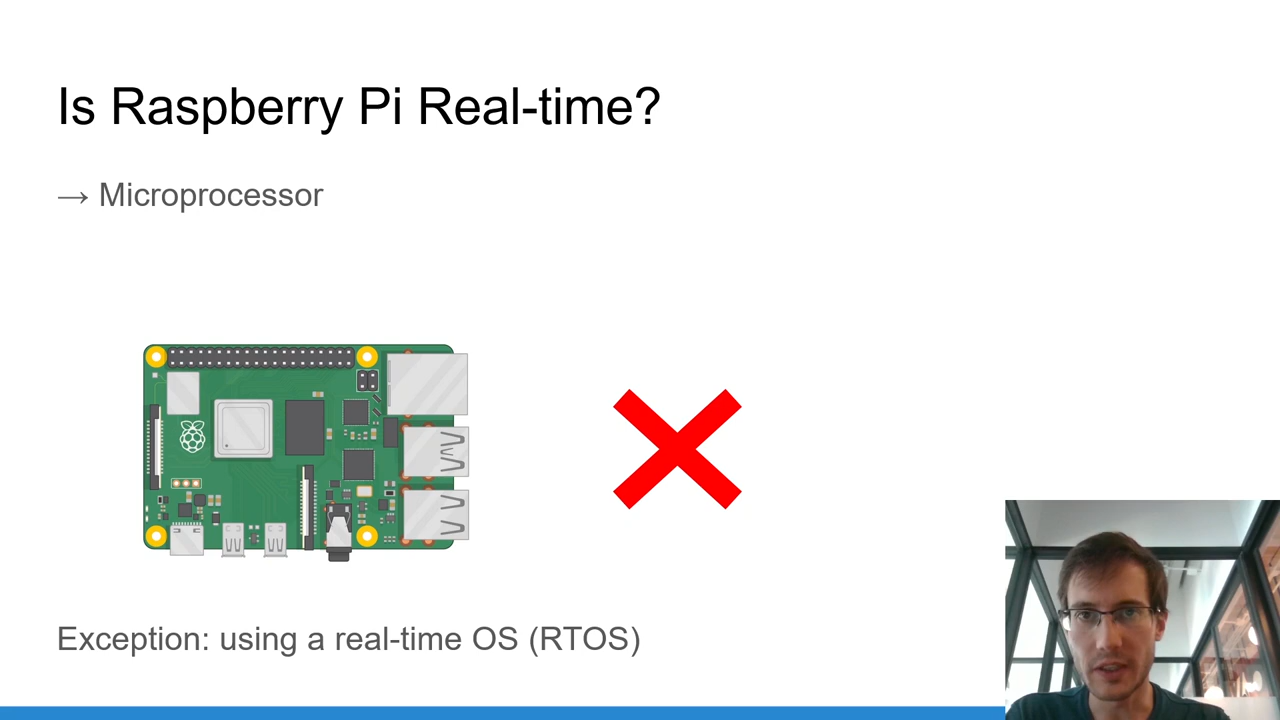 Is Raspberry Pi Real-time?
→ Microprocessor
Exception: using a real-time OS (RTOS)